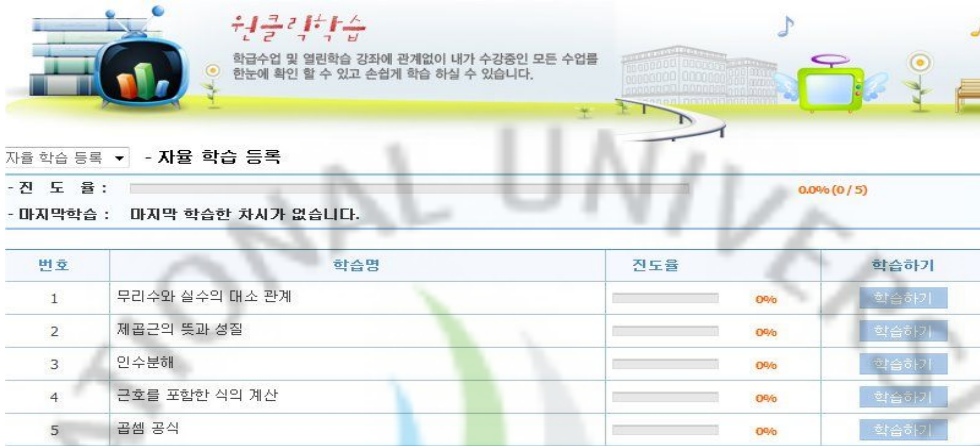 원클릭학습
학급수업 및 열린학습 강좌에 관계없이 내가 수강중인 모든 수업를
한눈에 확인 할 수 있고 손쉽게 학습 하실 수 있습니다.
자율 학습 등록 - 자율 학습 등록
- 진 도 율 : 0.0% (0 / 5)
- 마지막학습 : 마지막 학습한 차시가 없습니다.
번호 학습명 진도율 학습하기
1 무리수와 실수의 대소 관계 0% 학습하기
2 제곱근의 뜻과 성질 0% 학습하기
3 인수분해 0% 학습하기
4 근호를 포함한 식의 계산 0% 학습하기
5 곱셈 공식 0% 학습하기
NATIONAL UNIVERSI